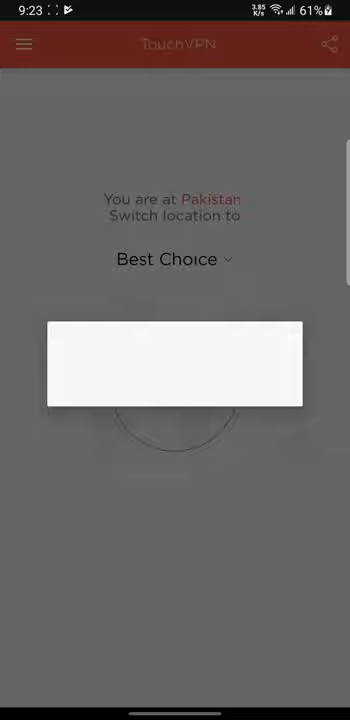 9:23
3.85
K/s
61%
TouchVPN
You are at Pakistan
Switch location to
Best Choice